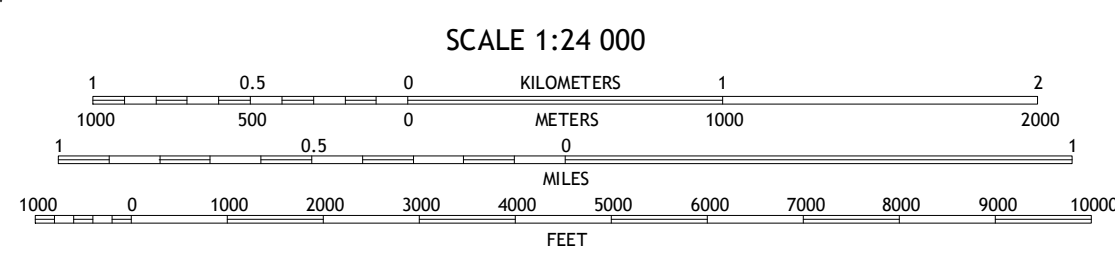 SCALE 1:24 000
1 0.5 0 KILOMETERS 1 2
1000 500 0 METERS 1000 2000
1 0.5 0 1
MILES
1000 0 1000 2000 3000 4000 5000 6000 7000 8000 9000 10000
FEET